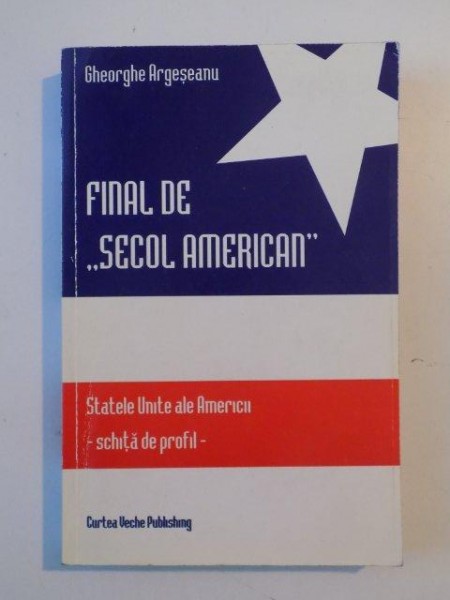 Gheorghe Argeşeanu
FINAL DE
„SECOL AMERICAN”
Statele Unite ale Americii
- schiţă de profil -
Curtea Veche Publishing